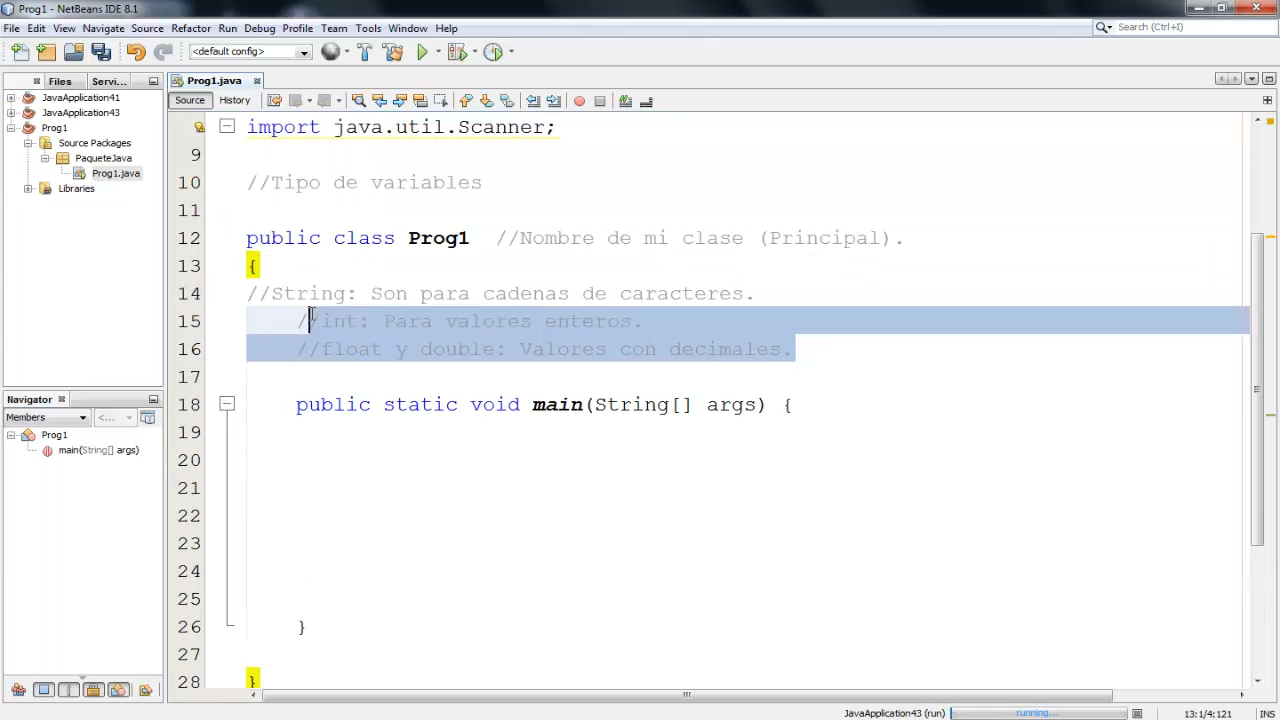 Prog1 - NetBeans IDE 8.1
File Edit View Navigate Source Refactor Run Debug Profile Team Tools Window Help
Search (Ctrl+I)
<default config>
Files Servi...
Prog1.java
JavaApplication41
JavaApplication43
Prog1
Source Packages
PaqueteJava
Prog1.java
Libraries
Source History
import java.util.Scanner;
9
10 //Tipo de variables
11
12 public class Prog1 //Nombre de mi clase (Principal).
13 {
14 //String: Son para cadenas de caracteres.
15 //int: Para valores enteros.
16 //float y double: Valores con decimales.
17
18 public static void main(String[] args) {
19
20
21
22
23
24
25
26 }
27
28 }
Navigator
Members <...
Prog1
main(String[] args)
JavaApplication43 (run) running... 13:1/4:121 INS